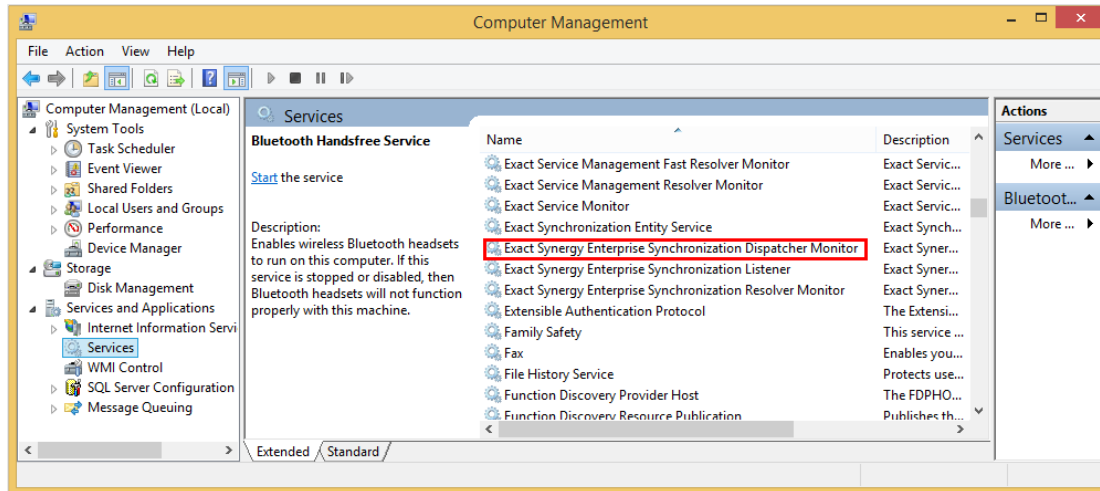 Computer Management
File Action View Help
Computer Management (Local)
System Tools
Task Scheduler
Event Viewer
Shared Folders
Local Users and Groups
Performance
Device Manager
Storage
Disk Management
Services and Applications
Internet Information Servi
Services
WMI Control
SQL Server Configuration
Message Queuing
Services
Bluetooth Handsfree Service
Start the service
Description:
Enables wireless Bluetooth headsets
to run on this computer. If this
service is stopped or disabled, then
Bluetooth headsets will not function
properly with this machine.
Name Description
Exact Service Management Fast Resolver Monitor Exact Servic...
Exact Service Management Resolver Monitor Exact Servic...
Exact Service Monitor Exact Servic...
Exact Synchronization Entity Service Exact Synch...
Exact Synergy Enterprise Synchronization Dispatcher Monitor Exact Syner...
Exact Synergy Enterprise Synchronization Listener Exact Syner...
Exact Synergy Enterprise Synchronization Resolver Monitor Exact Syner...
Extensible Authentication Protocol The Extensi...
Family Safety This service ...
Fax Enables you...
File History Service Protects use...
Function Discovery Provider Host The FDPHO...
Function Discovery Resource Publication Publishes th...
Extended Standard
Actions
Services
More ...
Bluetoot...
More ...